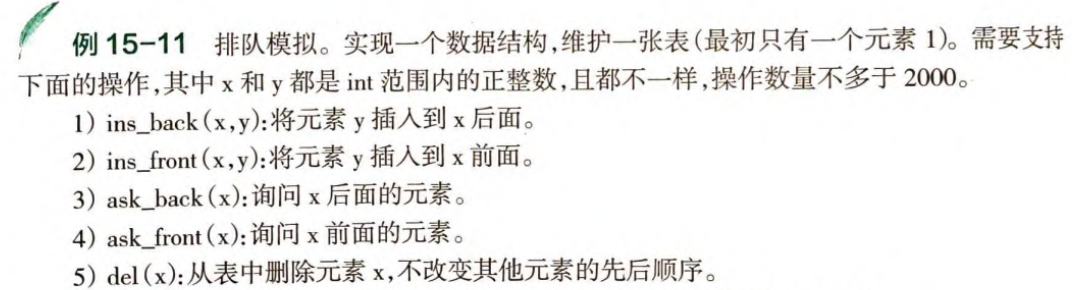 例 15-11 排队模拟。实现一个数据结构,维护一张表(最初只有一个元素 1)。需要支持
下面的操作,其中 x 和 y 都是 int 范围内的正整数,且都不一样,操作数量不多于 2000。
1) ins_back(x,y):将元素 y 插入到 x 后面。
2) ins_front(x,y):将元素 y 插入到 x 前面。
3) ask_back(x):询问 x 后面的元素。
4) ask_front(x):询问 x 前面的元素。
5) del(x):从表中删除元素 x,不改变其他元素的先后顺序。